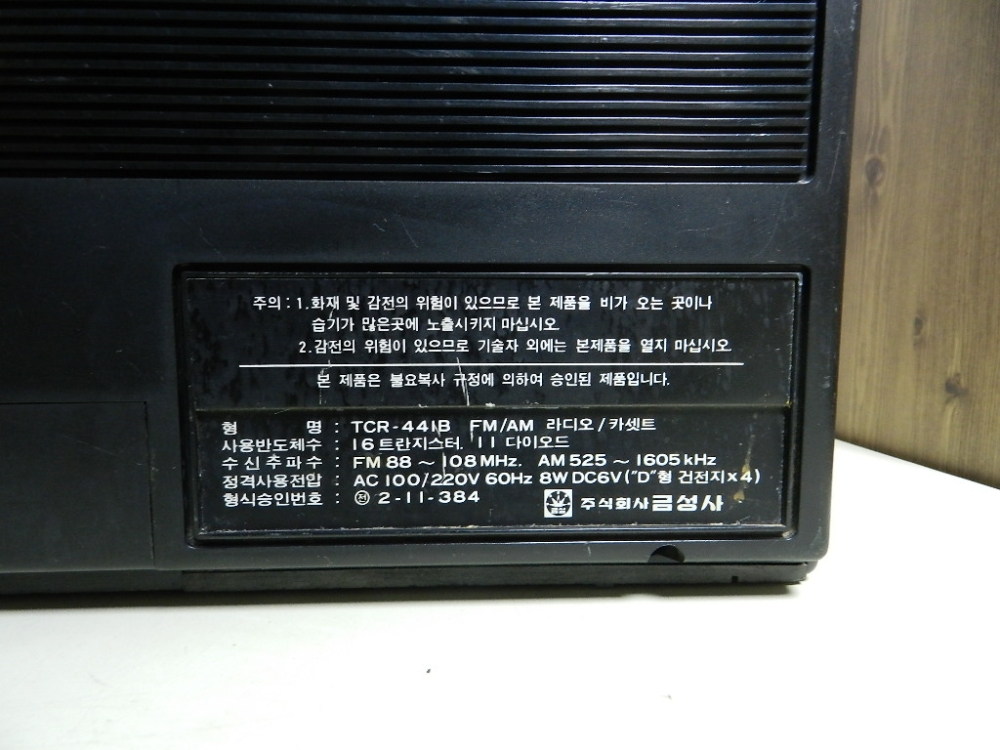 주의 : 1. 화재 및 감전의 위험이 있으므로 본 제품을 비가 오는 곳이나
습기가 많은곳에 노출시키지 마십시오
2. 감전의 위험이 있으므로 기술자 외에는 본제품을 열지 마십시오
본 제품은 불요복사 규정에 의하여 승인된 제품입니다.
형 명 : TCR-441B FM/AM 라디오/카셋트
사용반도체수 : 16 트란지스터, 11 다이오드
수신주파수 : FM 88 ~ 108MHz. AM 525 ~ 1605kHz
정격사용전압 : AC 100/220V 60Hz 8W DC6V("D"형 건전지x4)
형식승인번호 : ㉠ 2-11-384 주식회사 금성사